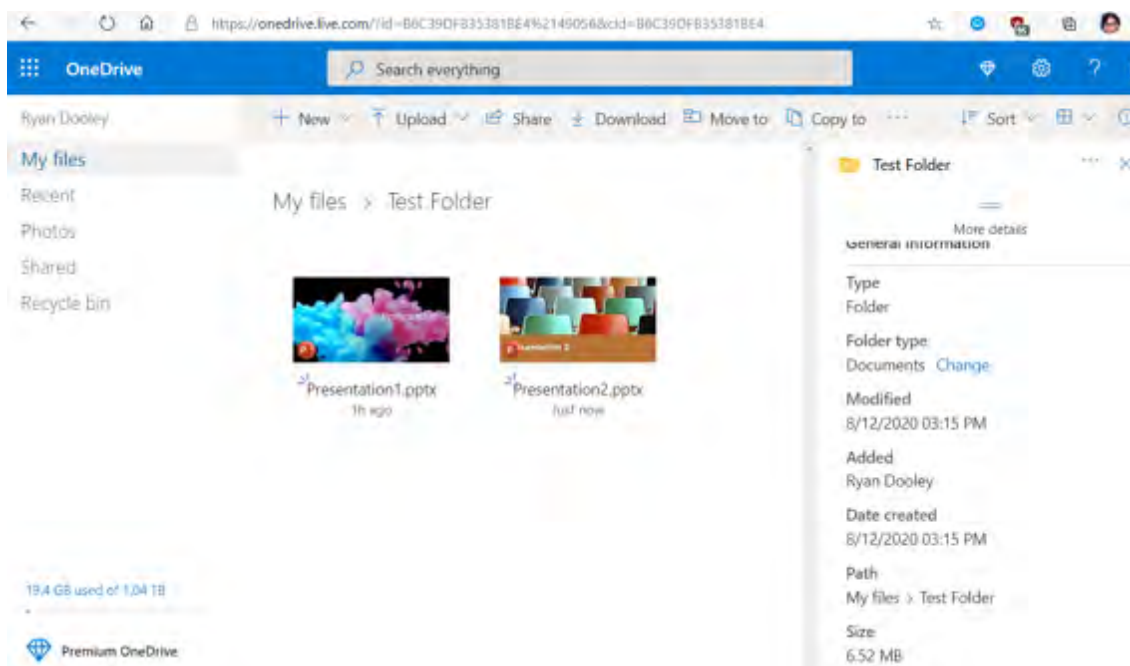 https://onedrive.live.com/?id=B6C39DFB35381BE4%2149056&cid=B6C39DFB35381BE4
OneDrive
Search everything
?
Ryan Dooley
New
Upload
Share
Download
Move to
Copy to
...
Sort
My files
Recent
Photos
Shared
Recycle bin
My files > Test Folder
Presentation 2
Presentation1.pptx
1h ago
Presentation2.pptx
Just now
Test Folder
...
More details
General information
Type
Folder
Folder type
Documents Change
Modified
8/12/2020 03:15 PM
Added
Ryan Dooley
Date created
8/12/2020 03:15 PM
Path
My files > Test Folder
Size
6.52 MB
19.4 GB used of 1.04 TB
Premium OneDrive